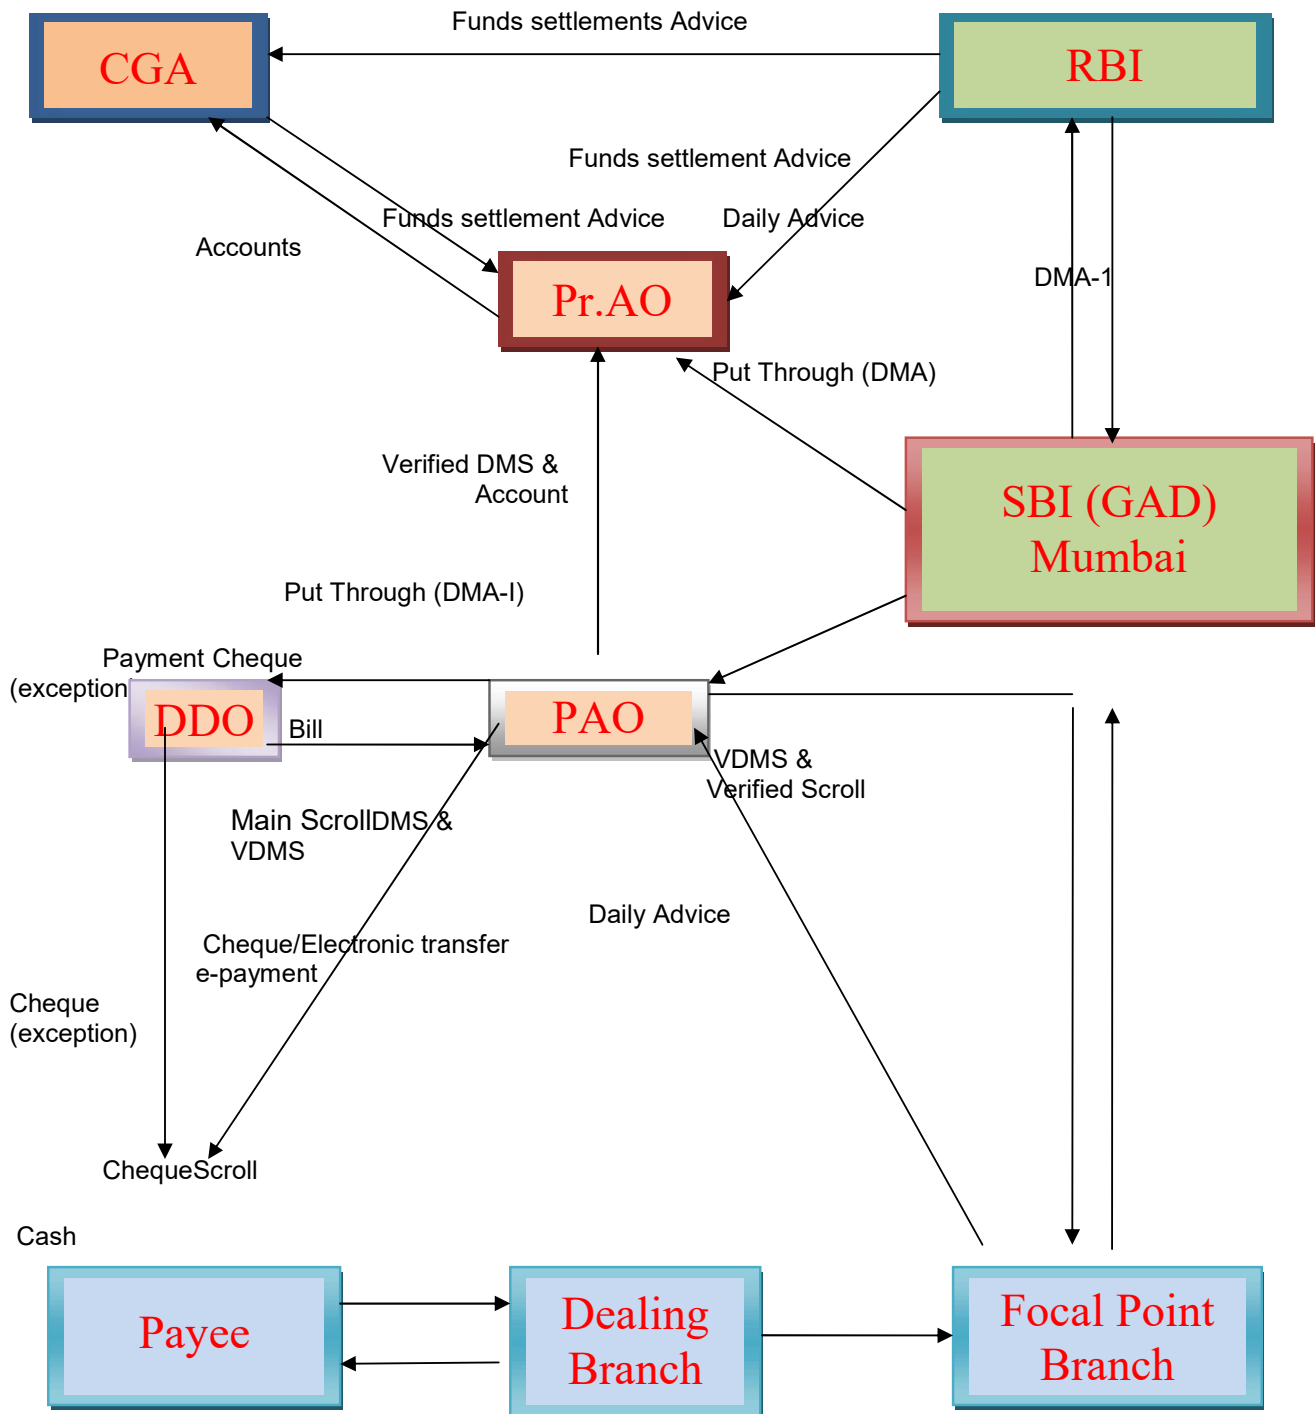 Funds settlements Advice
CGA
RBI
Funds settlement Advice
Funds settlement Advice
Daily Advice
Accounts
DMA-1
Pr.AO
Put Through (DMA)
Verified DMS &
Account
SBI (GAD)
Mumbai
Put Through (DMA-I)
Payment Cheque
(exception
DDO
Bill
PAO
VDMS &
Verified Scroll
Main ScrollDMS &
VDMS
Daily Advice
Cheque/Electronic transfer
e-payment
Cheque
(exception)
ChequeScroll
Cash
Payee
Dealing
Branch
Focal Point
Branch